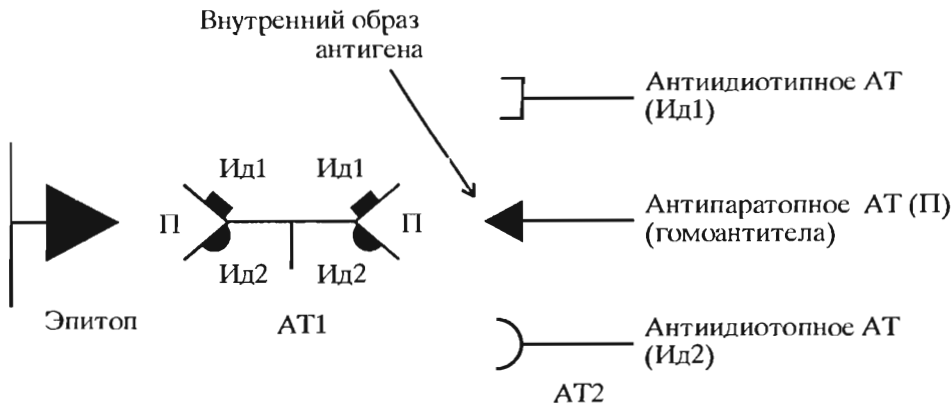 Внутренний образ
антигена
Антиидиотипное АТ
(Ид1)
Ид1
Ид1
П
П
Антипаратопное АТ (П)
(гомоантитела)
Ид2
Ид2
Эпитоп
АТ1
Антиидиотопное АТ
(Ид2)
АТ2